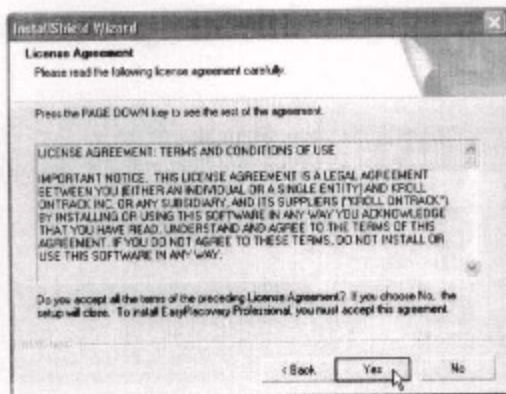 InstallShield Wizard
License Agreement
Please read the following license agreement carefully.
Press the PAGE DOWN key to see the rest of the agreement.
LICENSE AGREEMENT: TERMS AND CONDITIONS OF USE
IMPORTANT NOTICE. THIS LICENSE AGREEMENT IS A LEGAL AGREEMENT
BETWEEN YOU (EITHER AN INDIVIDUAL OR A SINGLE ENTITY) AND KROLL
ONTRACK INC. OR ANY SUBSIDIARY, AND ITS SUPPLIERS ("KROLL ONTRACK")
BY INSTALLING OR USING THIS SOFTWARE IN ANY WAY YOU ACKNOWLEDGE
THAT YOU HAVE READ, UNDERSTAND AND AGREE TO THE TERMS OF THIS
AGREEMENT. IF YOU DO NOT AGREE TO THESE TERMS, DO NOT INSTALL OR
USE THIS SOFTWARE IN ANY WAY.
Do you accept all the terms of the preceding License Agreement? If you choose No, the
setup will close. To install EasyRecovery Professional, you must accept this agreement.
< Back Yes No